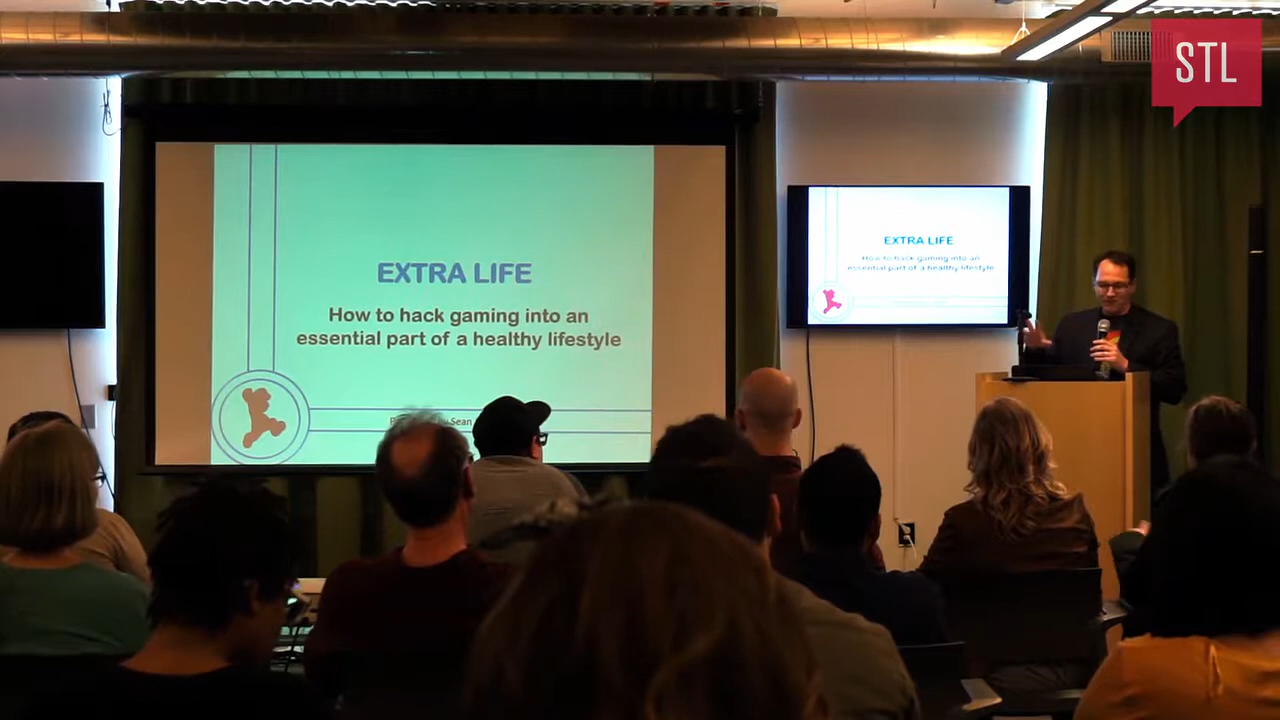 STL
EXTRA LIFE
How to hack gaming into an
essential part of a healthy lifestyle
Sean
EXTRA LIFE
How to hack gaming into an
essential part of a healthy lifestyle